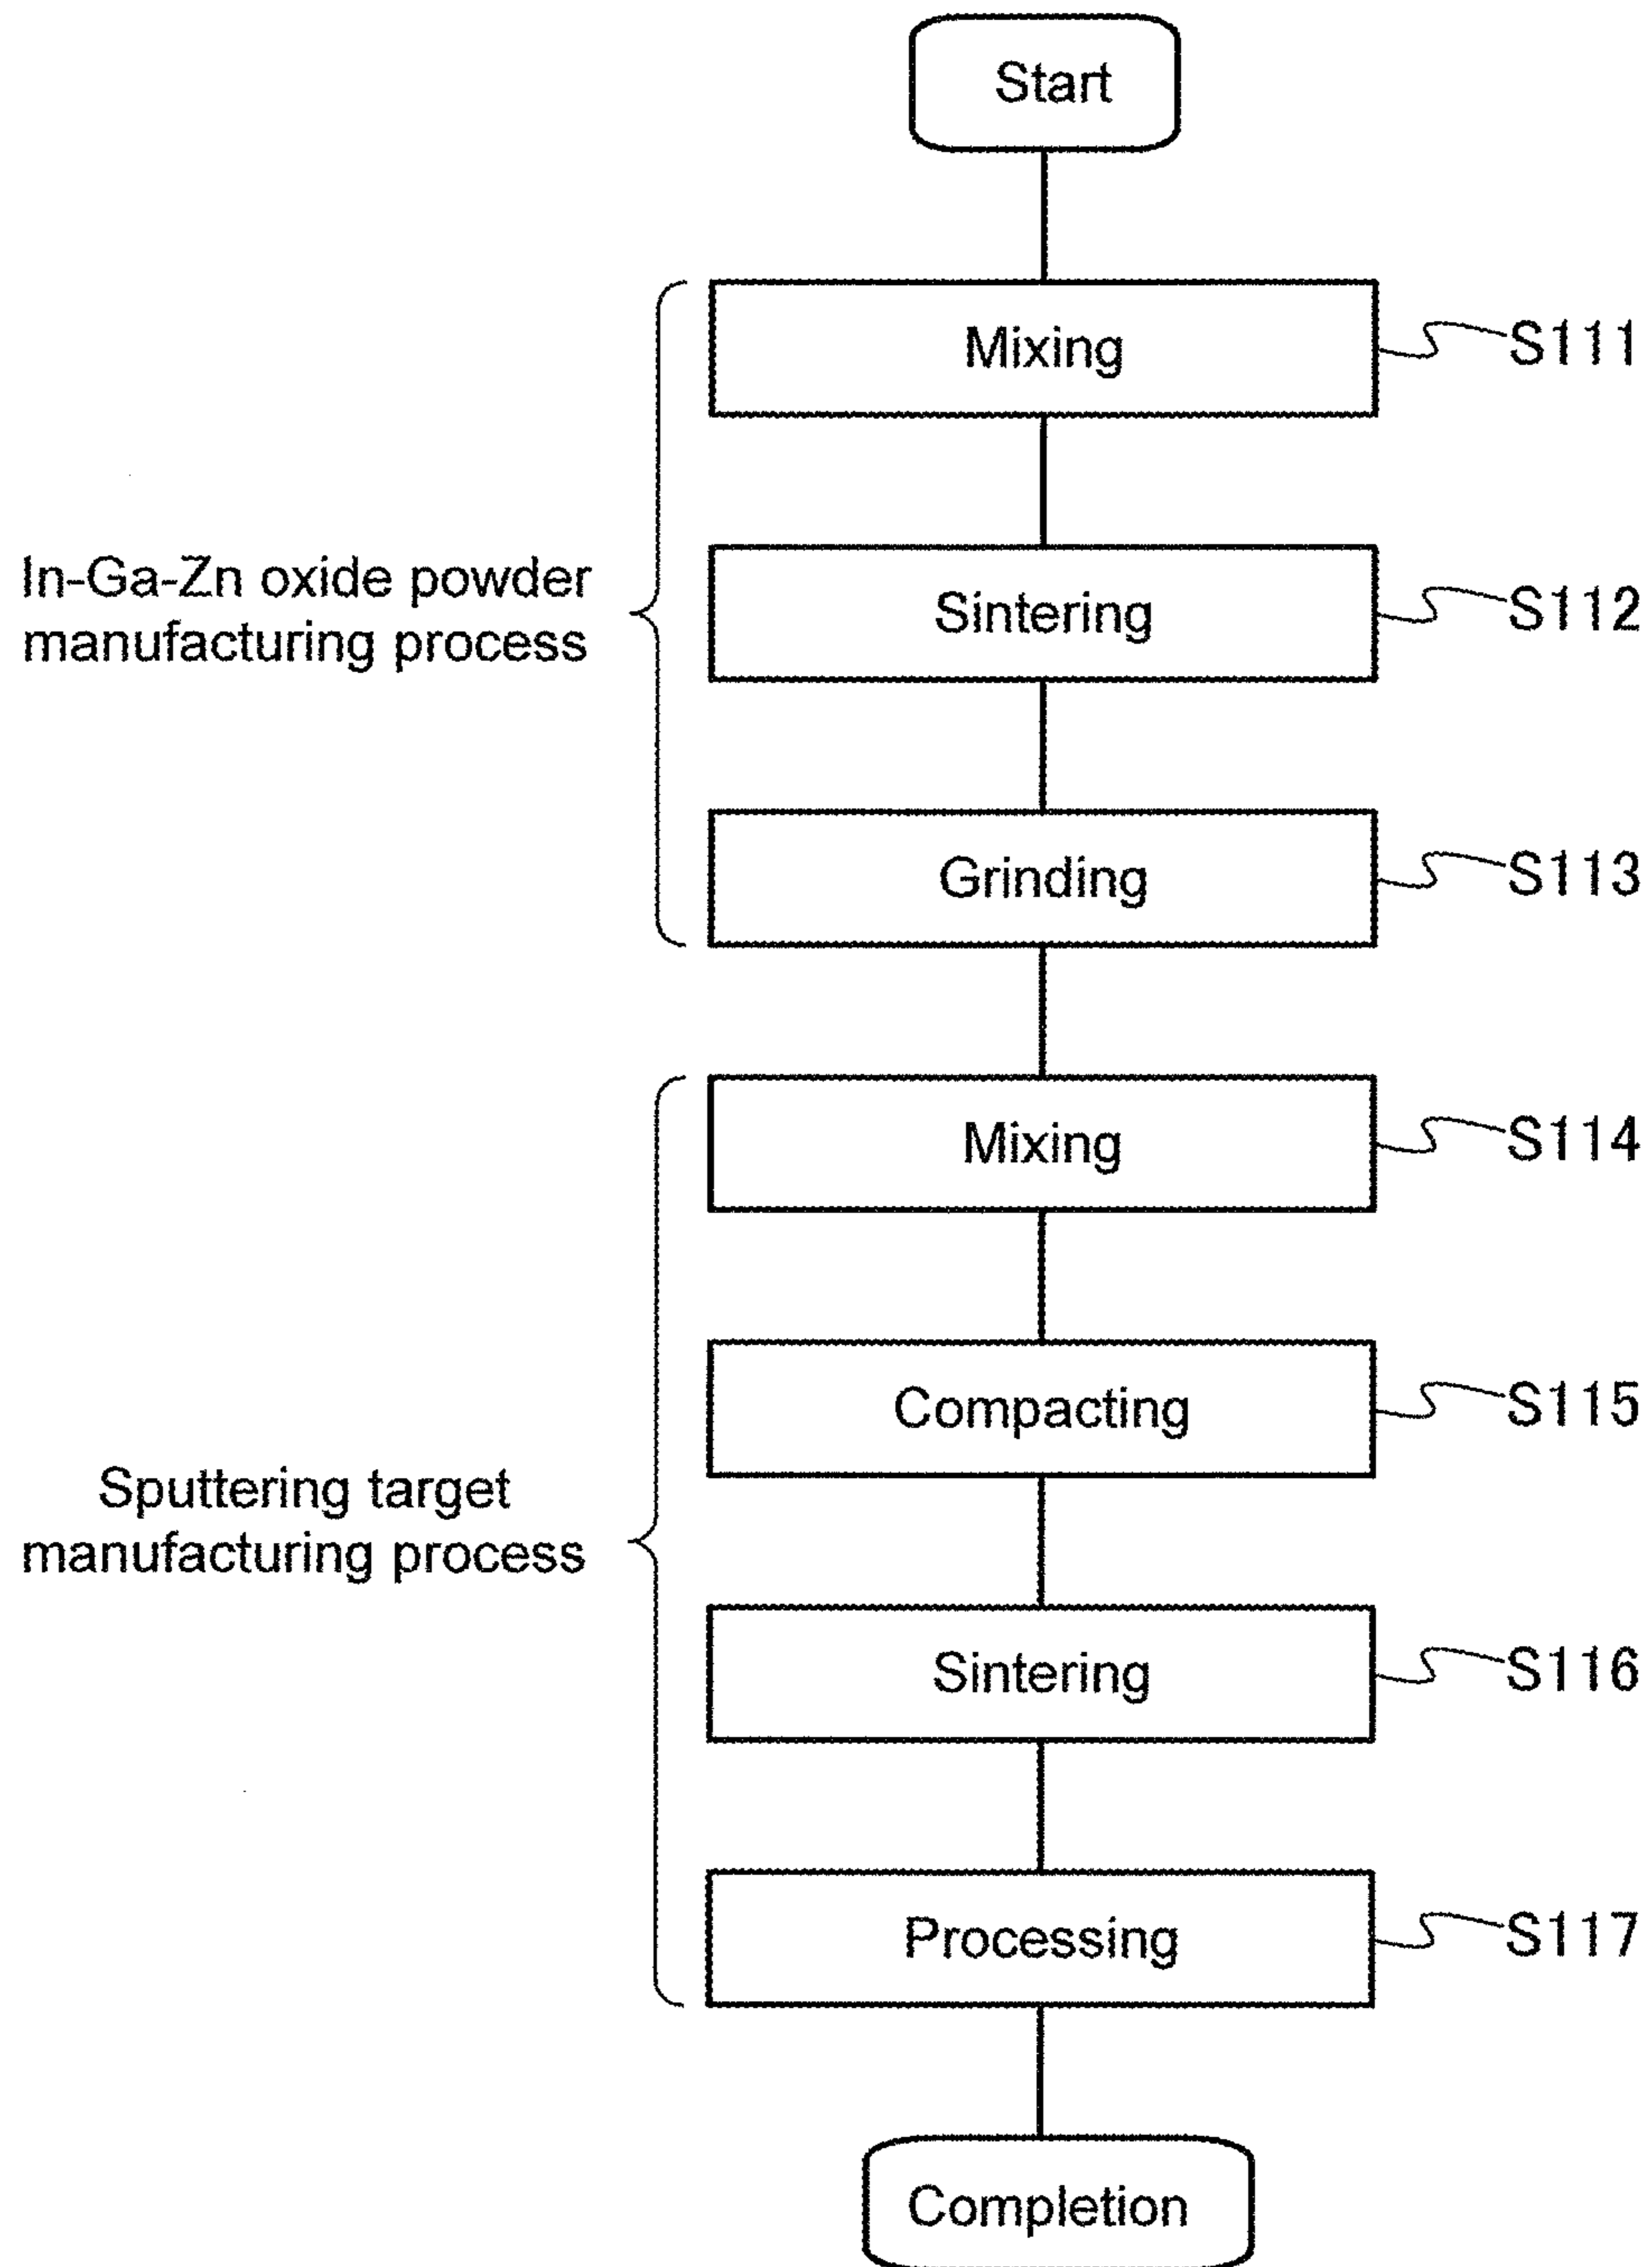 Start
Mixing
S111
In-Ga-Zn oxide powder
manufacturing process
Sintering
S112
Grinding
S113
Mixing
S114
Compacting
S115
Sputtering target
manufacturing process
Sintering
S116
Processing
S117
Completion